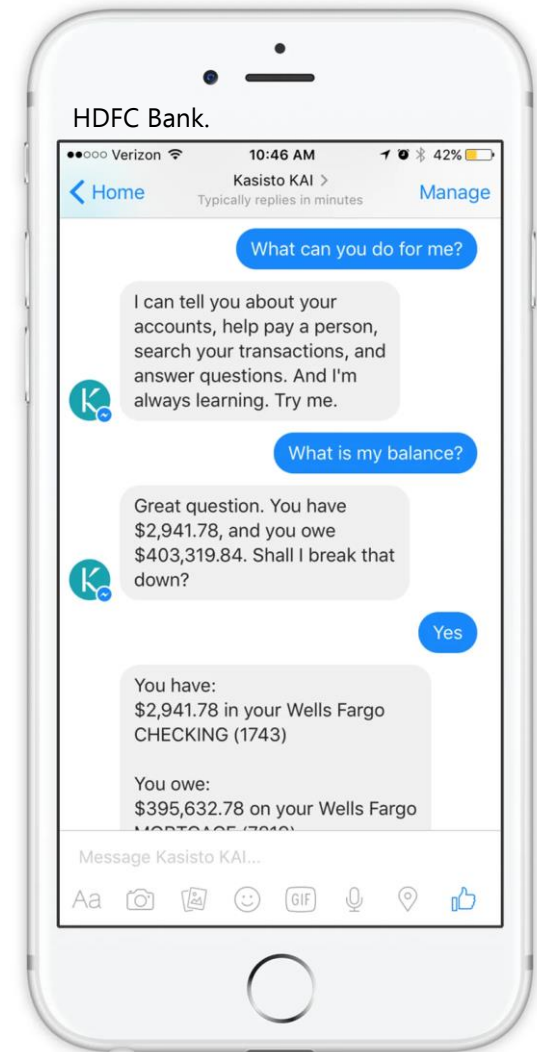 HDFC Bank.
Verizon 10:46 AM 42%
Home Kasisto KAI > Manage
Typically replies in minutes
What can you do for me?
I can tell you about your
accounts, help pay a person,
search your transactions, and
answer questions. And I'm
always learning. Try me.
K
What is my balance?
Great question. You have
$2,941.78, and you owe
$403,319.84. Shall I break that
down?
K
Yes
You have:
$2,941.78 in your Wells Fargo
CHECKING (1743)
You owe:
$395,632.78 on your Wells Fargo
Message Kasisto KAI...
Aa GIF